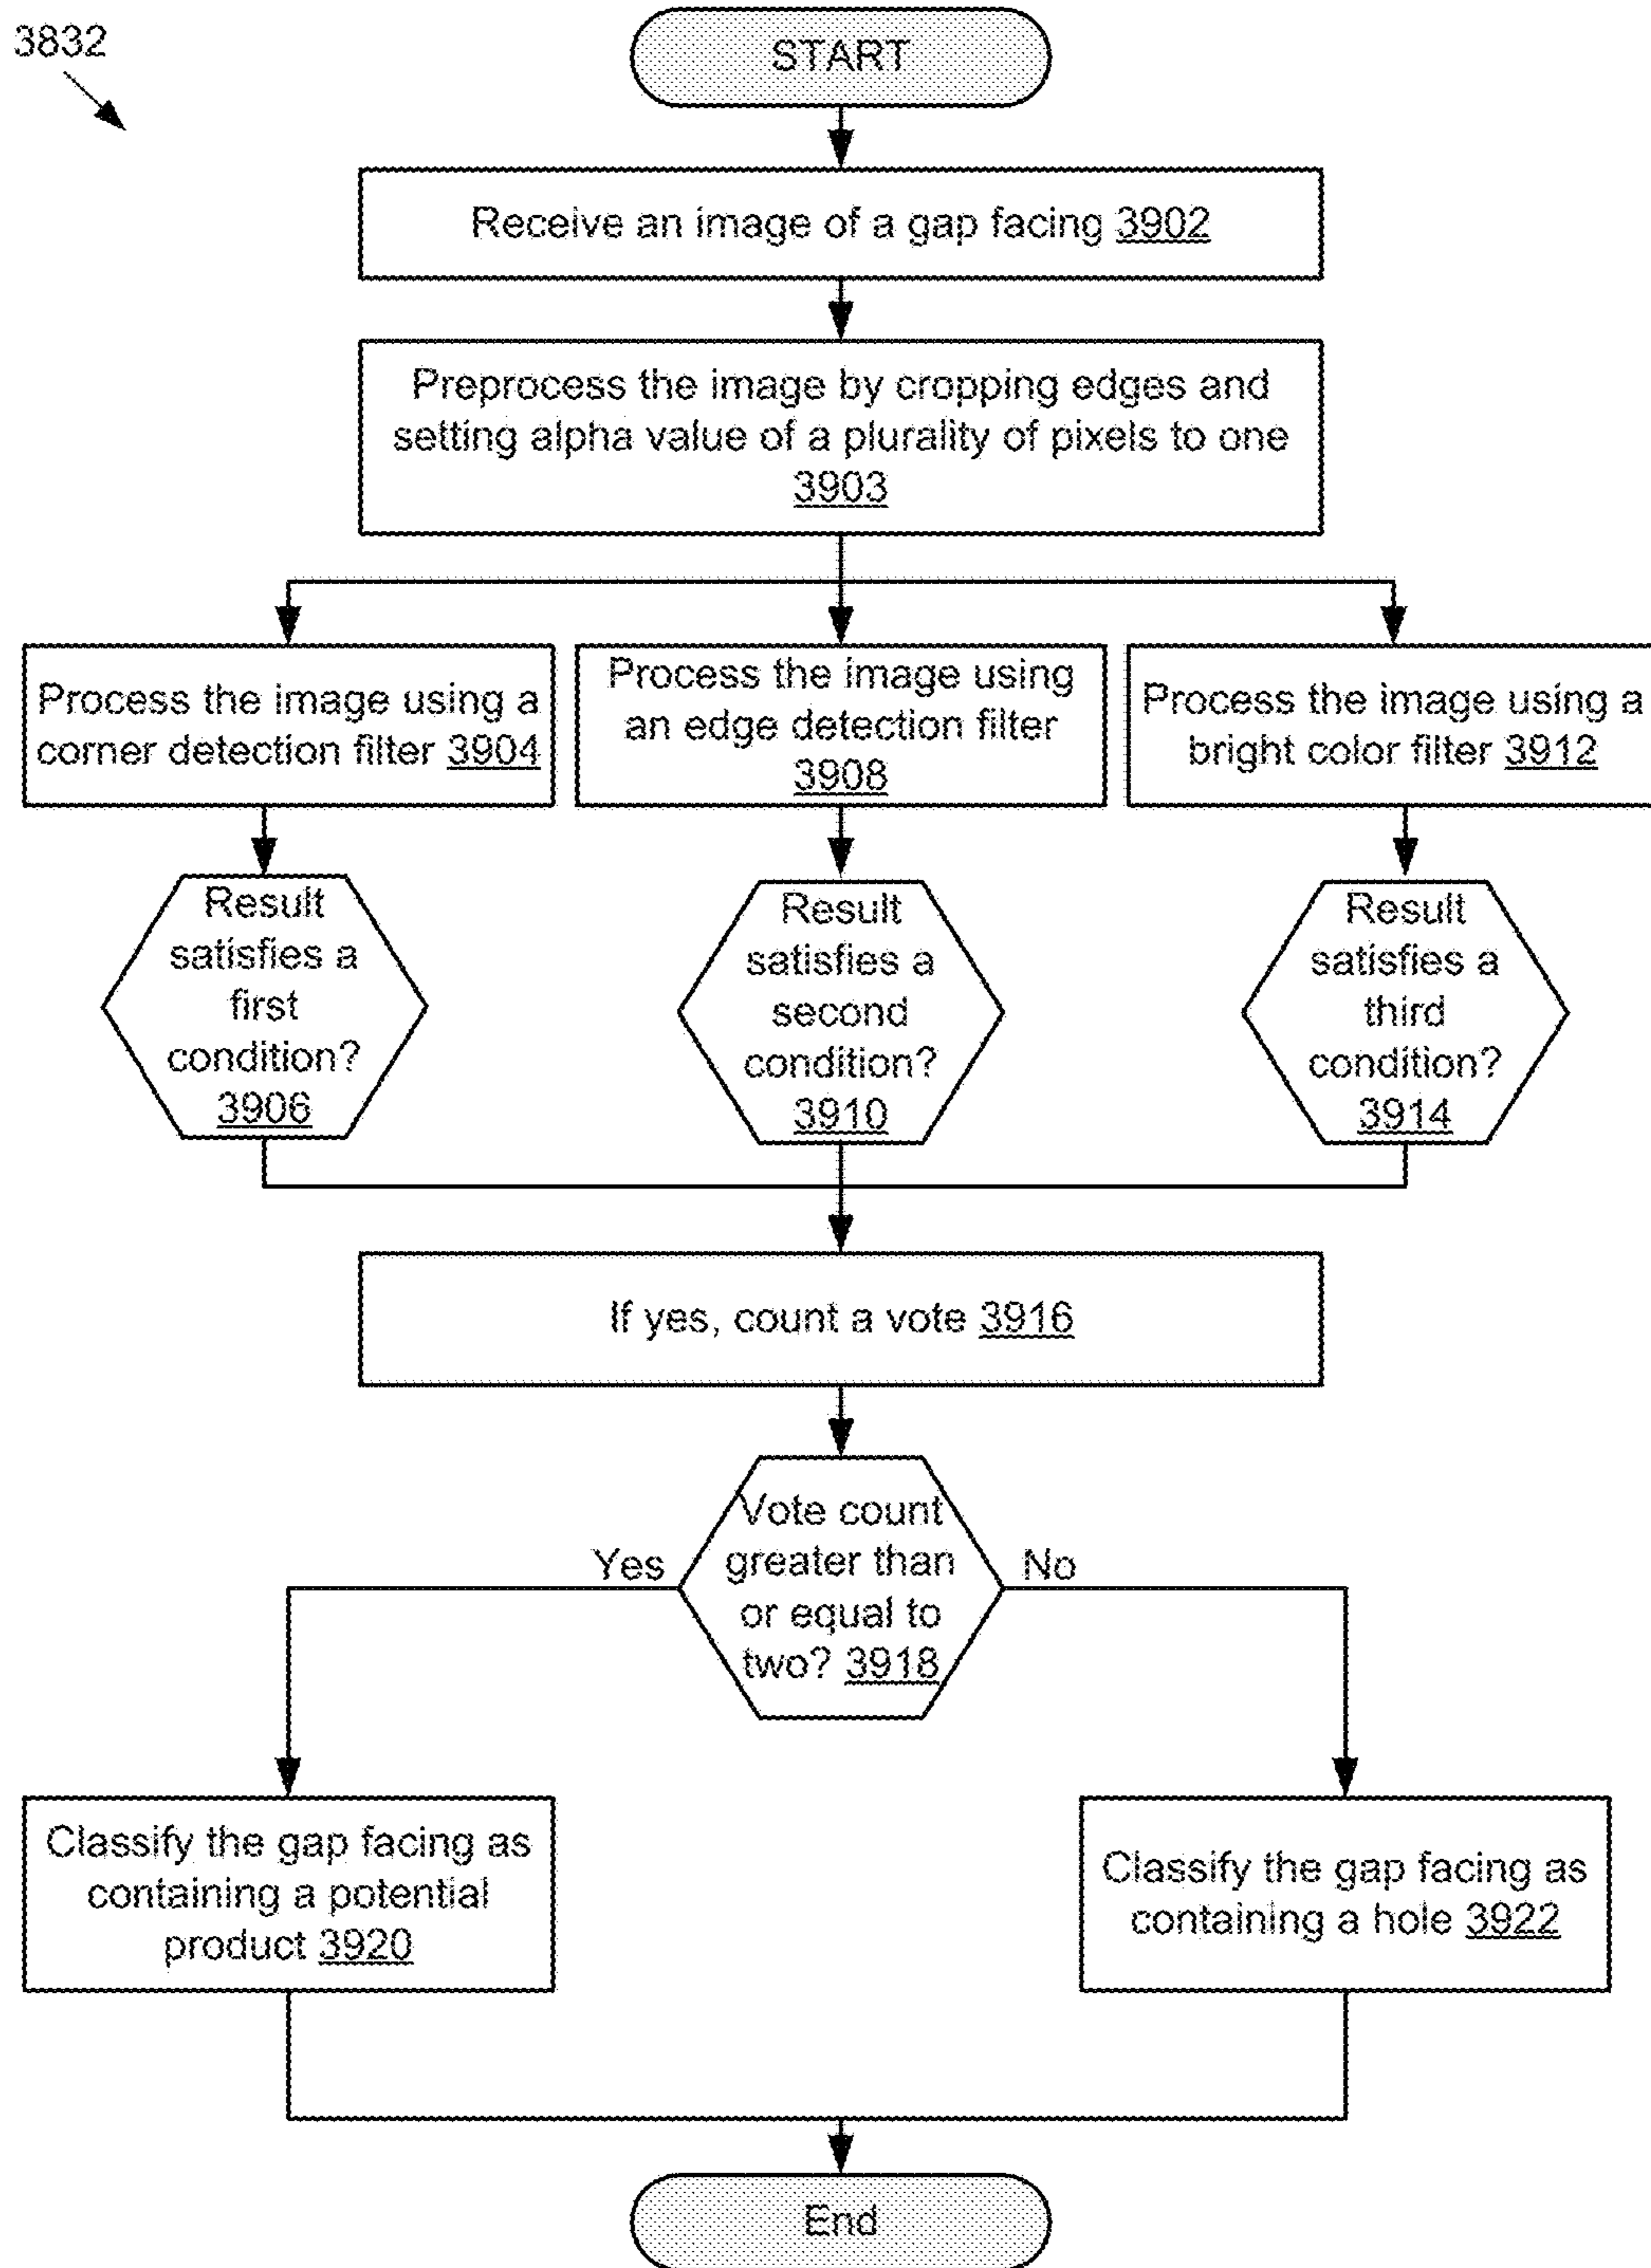 3832
START
Receive an image of a gap facing 3902
Preprocess the image by cropping edges and
setting alpha value of a plurality of pixels to one
3903
Process the image using a
corner detection filter 3904
Process the image using
an edge detection filter
3908
Process the image using a
bright color filter 3912
Result
satisfies a
first
condition?
3906
Result
satisfies a
second
condition?
3910
Result
satisfies a
third
condition?
3914
If yes, count a vote 3916
Vote count
greater than
or equal to
two? 3918
Yes
No
Classify the gap facing as
containing a potential
product 3920
Classify the gap facing as
containing a hole 3922
End